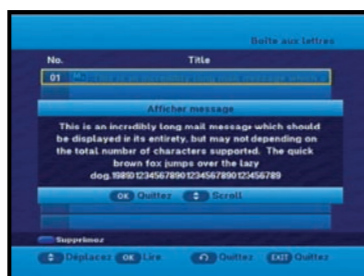 Boîte aux lettres
No. Title
01
Afficher message
This is an incredibly long mail message which should
be displayed in its entirety, but may not depending on
the total number of characters supported. The quick
brown fox jumps over the lazy
OK Quittez Scroll
Supprimez
Déplacez OK Lire Quittez EXIT Quittez